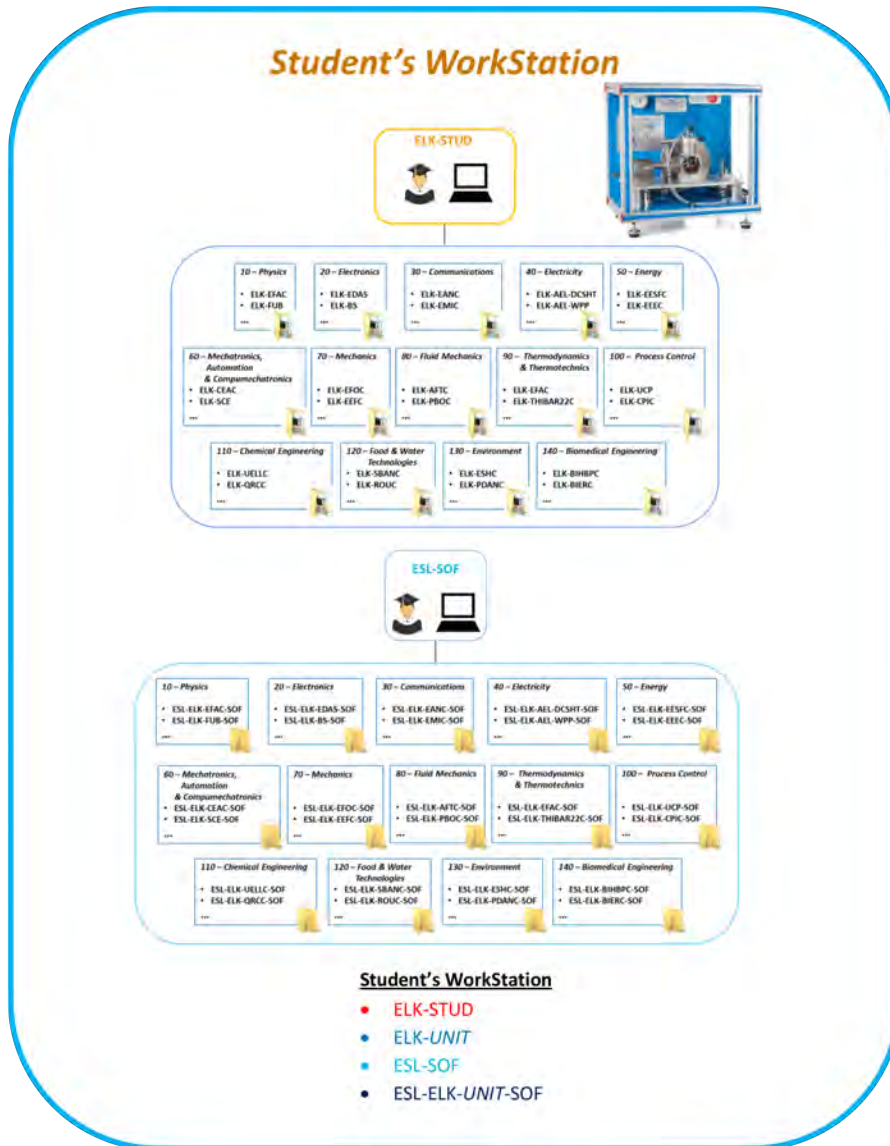 Student's WorkStation
ELK-STUD
10 – Physics
• ELK-EFAC
• ELK-FUB
...
20 – Electronics
• ELK-EDAS
• ELK-BS
...
30 – Communications
• ELK-EANC
• ELK-EMIC
...
40 – Electricity
• ELK-AEL-DCSHT
• ELK-AEL-WPP
...
50 – Energy
• ELK-EESFC
• ELK-EEEC
...
60 – Mechatronics,
Automation
& Compumechatronics
• ELK-CEAC
• ELK-SCE
...
70 – Mechanics
• ELK-EFOC
• ELK-EEFC
...
80 – Fluid Mechanics
• ELK-AFTC
• ELK-PBOC
...
90 – Thermodynamics
& Thermotechnics
• ELK-EFAC
• ELK-THIBAR22C
...
100 – Process Control
• ELK-UCP
• ELK-CPIC
...
110 – Chemical Engineering
• ELK-UELLC
• ELK-QRCC
...
120 – Food & Water
Technologies
• ELK-SBANC
• ELK-ROUC
...
130 – Environment
• ELK-ESHC
• ELK-PDANC
...
140 – Biomedical Engineering
• ELK-BIHBPC
• ELK-BIERC
...
ESL-SOF
10 – Physics
• ESL-ELK-EFAC-SOF
• ESL-ELK-FUB-SOF
...
20 – Electronics
• ESL-ELK-EDAS-SOF
• ESL-ELK-BS-SOF
...
30 – Communications
• ESL-ELK-EANC-SOF
• ESL-ELK-EMIC-SOF
...
40 – Electricity
• ESL-ELK-AEL-DCSHT-SOF
• ESL-ELK-AEL-WPP-SOF
...
50 – Energy
• ESL-ELK-EESFC-SOF
• ESL-ELK-EEEC-SOF
...
60 – Mechatronics,
Automation
& Compumechatronics
• ESL-ELK-CEAC-SOF
• ESL-ELK-SCE-SOF
...
70 – Mechanics
• ESL-ELK-EFOC-SOF
• ESL-ELK-EEFC-SOF
...
80 – Fluid Mechanics
• ESL-ELK-AFTC-SOF
• ESL-ELK-PBOC-SOF
...
90 – Thermodynamics
& Thermotechnics
• ESL-ELK-EFAC-SOF
• ESL-ELK-THIBAR22C-SOF
...
100 – Process Control
• ESL-ELK-UCP-SOF
• ESL-ELK-CPIC-SOF
...
110 – Chemical Engineering
• ESL-ELK-UELLC-SOF
• ESL-ELK-QRCC-SOF
...
120 – Food & Water
Technologies
• ESL-ELK-SBANC-SOF
• ESL-ELK-ROUC-SOF
...
130 – Environment
• ESL-ELK-ESHC-SOF
• ESL-ELK-PDANC-SOF
...
140 – Biomedical Engineering
• ESL-ELK-BIHBPC-SOF
• ESL-ELK-BIERC-SOF
...
Student's WorkStation
• ELK-STUD
• ELK-UNIT
• ESL-SOF
• ESL-ELK-UNIT-SOF